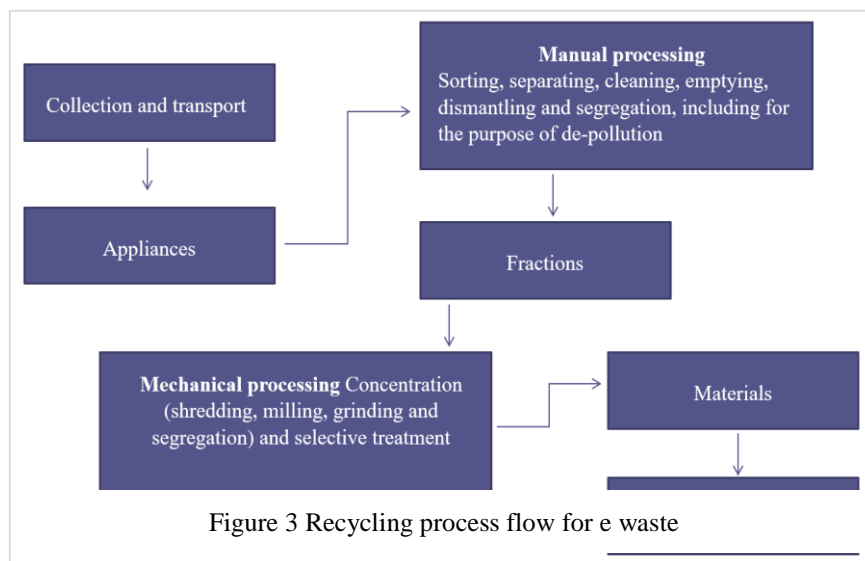 Collection and transport
Appliances
Manual processing
Sorting, separating, cleaning, emptying,
dismantling and segregation, including for
the purpose of de-pollution
Fractions
Mechanical processing Concentration
(shredding, milling, grinding and
segregation) and selective treatment
Materials
Figure 3 Recycling process flow for e waste